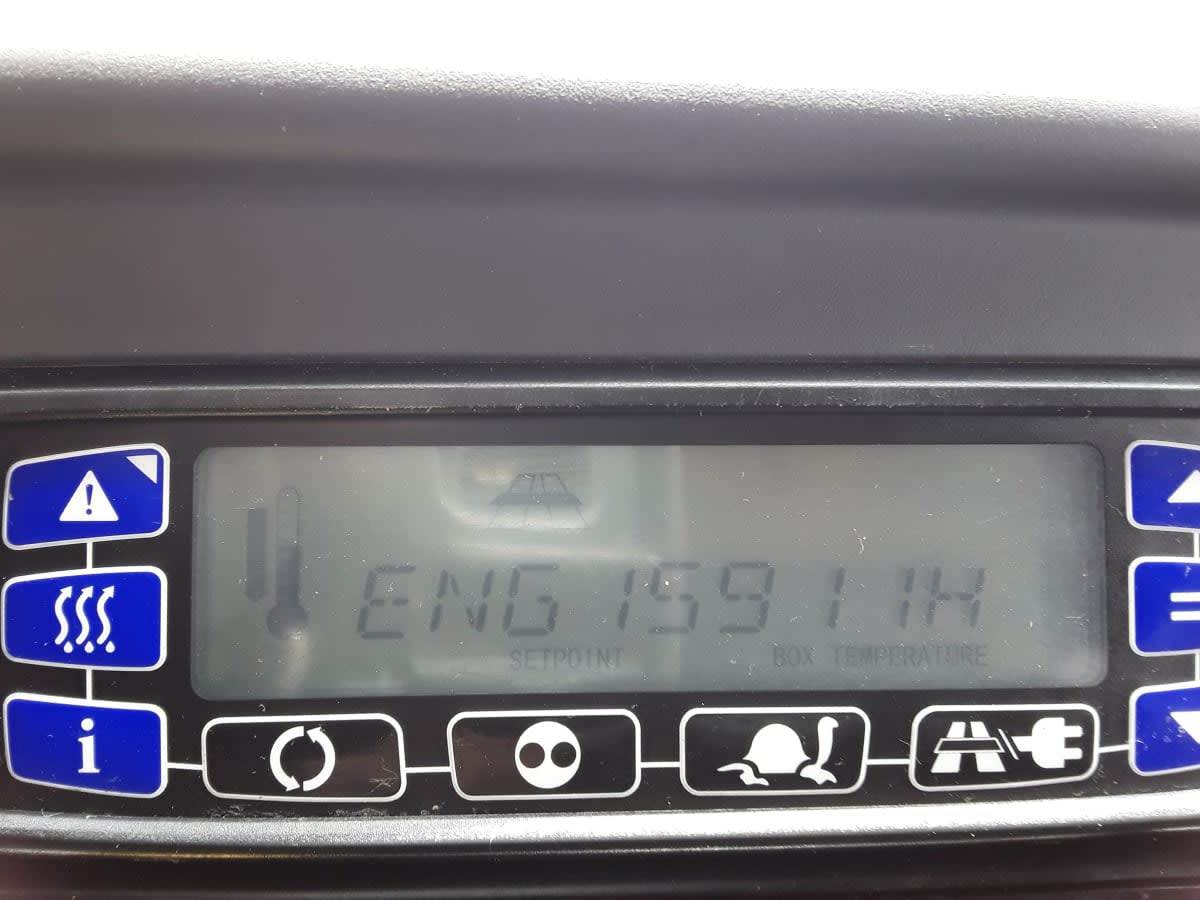 ENG 15911H
SETPOINT BOX TEMPERATURE
i